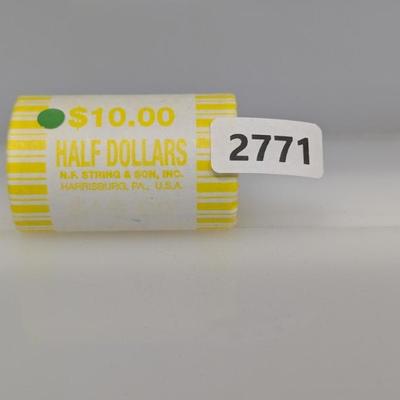 $10.00
HALF DOLLARS
N.F. STRING & SON, INC.
HARRISBURG, PA., U.S.A.
2771